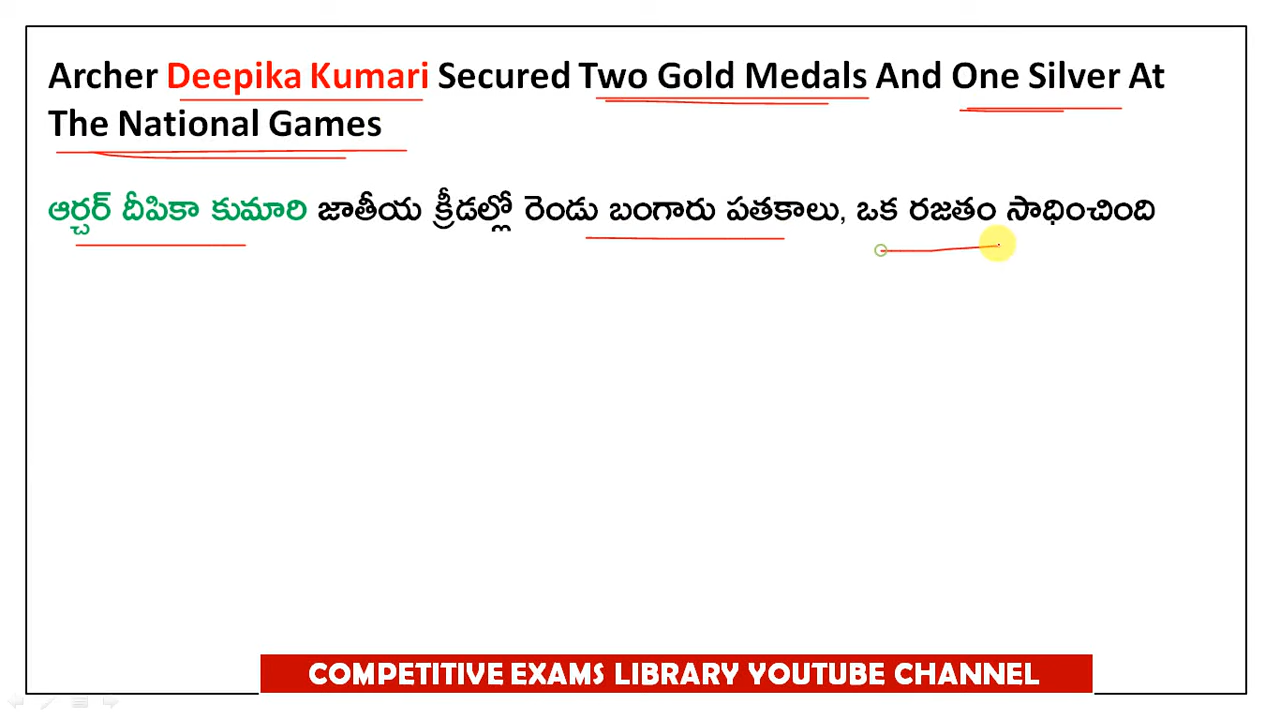 Archer Deepika Kumari Secured Two Gold Medals And One Silver At
The National Games
ఆర్చర్ దీపికా కుమారి జాతీయ క్రీడల్లో రెండు బంగారు పతకాలు, ఒక రజతం సాధించింది
COMPETITIVE EXAMS LIBRARY YOUTUBE CHANNEL